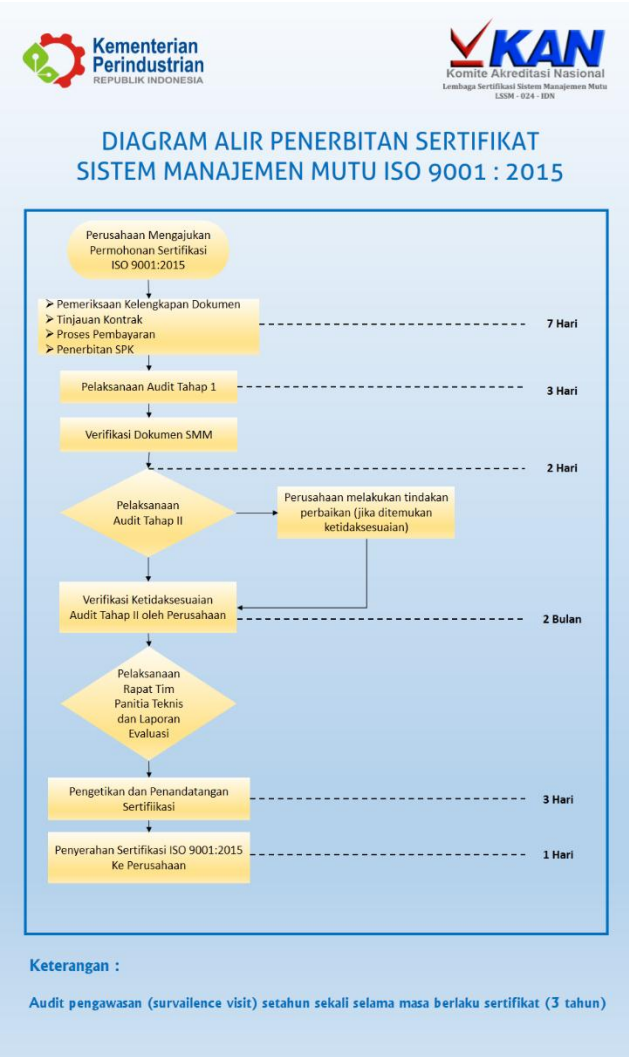 Kementerian
Perindustrian
REPUBLIK INDONESIA
KAN
Komite Akreditasi Nasional
Lembaga Sertifikasi Sistem Manajemen Mutu
LSSM - 024 - IDN
DIAGRAM ALIR PENERBITAN SERTIFIKAT
SISTEM MANAJEMEN MUTU ISO 9001 : 2015
Perusahaan Mengajukan
Permohonan Sertifikasi
ISO 9001:2015
➢ Pemeriksaan Kelengkapan Dokumen
➢ Tinjauan Kontrak
➢ Proses Pembayaran
➢ Penerbitan SPK
7 Hari
Pelaksanaan Audit Tahap 1
3 Hari
Verifikasi Dokumen SMM
2 Hari
Pelaksanaan
Audit Tahap II
Perusahaan melakukan tindakan
perbaikan (jika ditemukan
ketidaksesuaian)
Verifikasi Ketidaksesuaian
Audit Tahap II oleh Perusahaan
2 Bulan
Pelaksanaan
Rapat Tim
Panitia Teknis
dan Laporan
Evaluasi
Pengetikan dan Penandatangan
Sertifiikasi
3 Hari
Penyerahan Sertifikasi ISO 9001:2015
Ke Perusahaan
1 Hari
Keterangan :
Audit pengawasan (survailence visit) setahun sekali selama masa berlaku sertifikat (3 tahun)